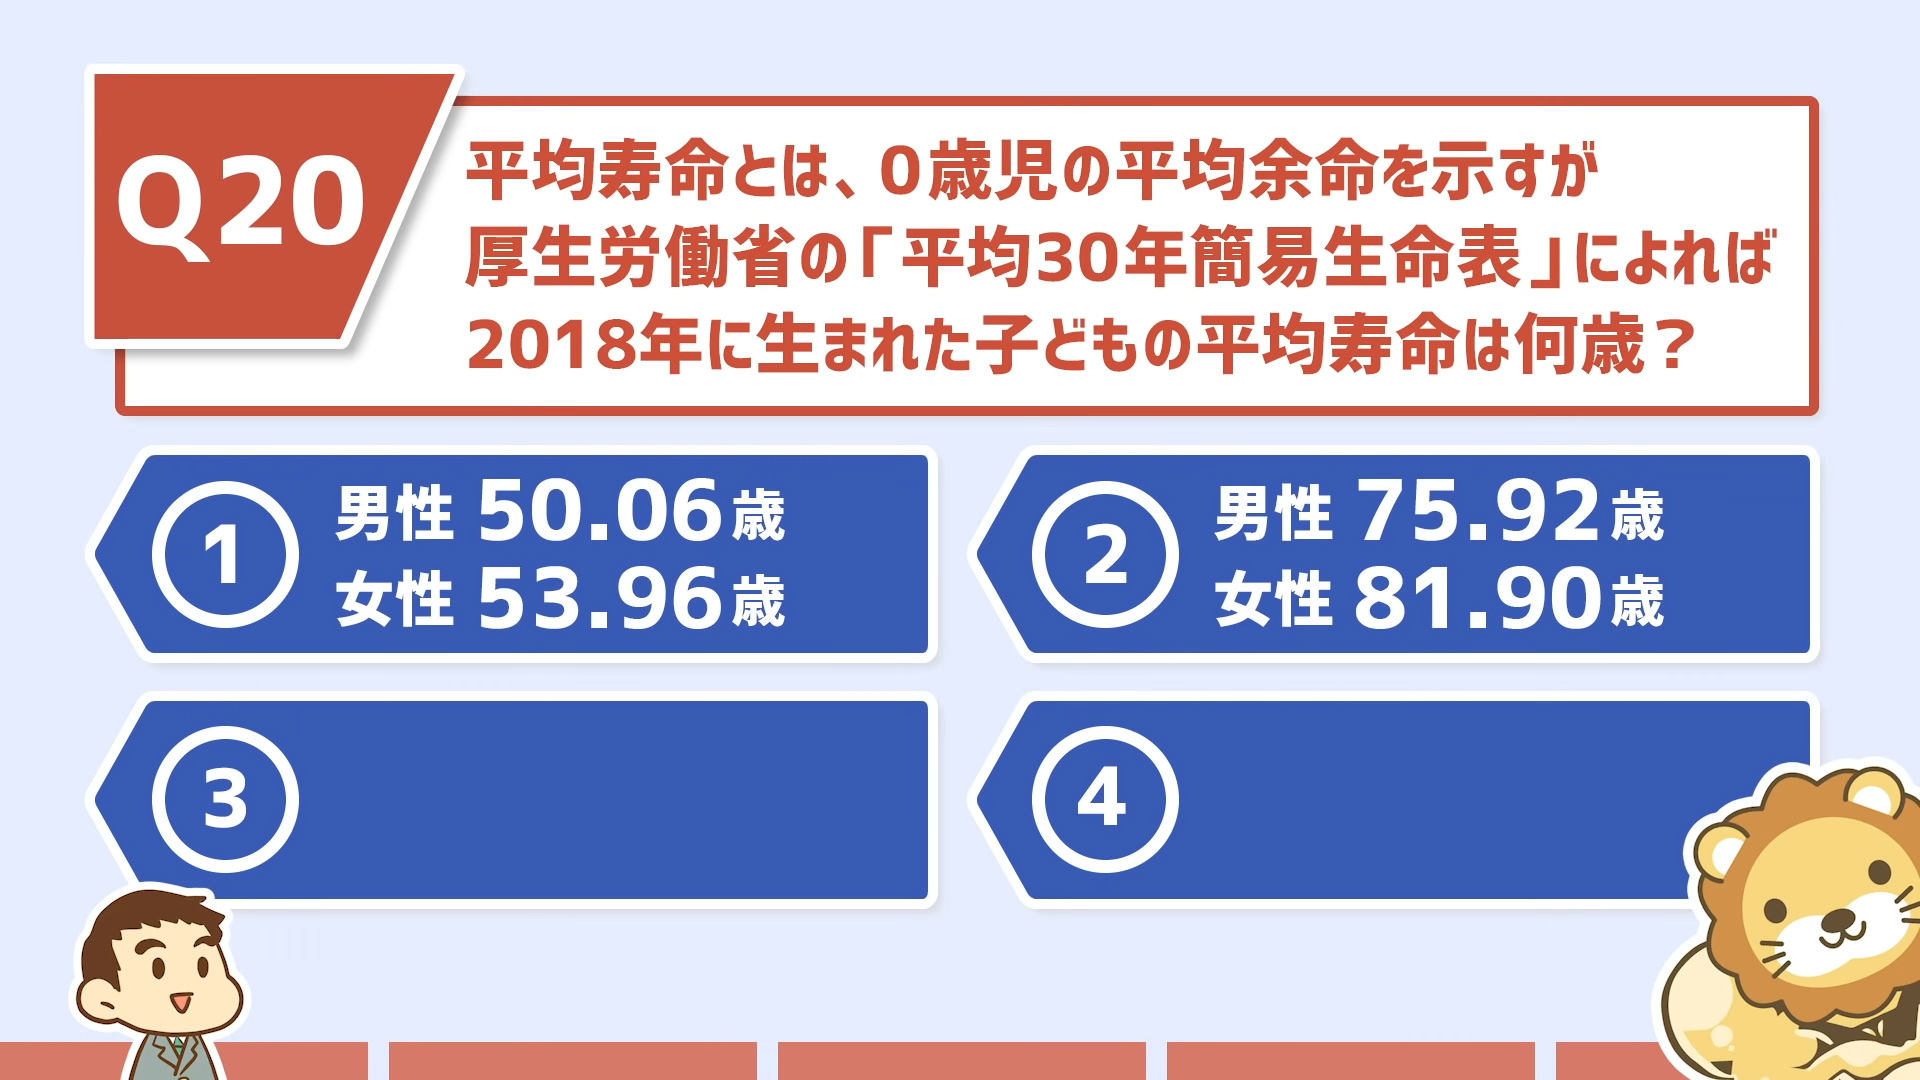 Q20
平均寿命とは、0歳児の平均余命を示すが
厚生労働省の「平均30年簡易生命表」によれば
2018年に生まれた子どもの平均寿命は何歳？
1
男性 50.06歳
女性 53.96歳
2
男性 75.92歳
女性 81.90歳
3
4